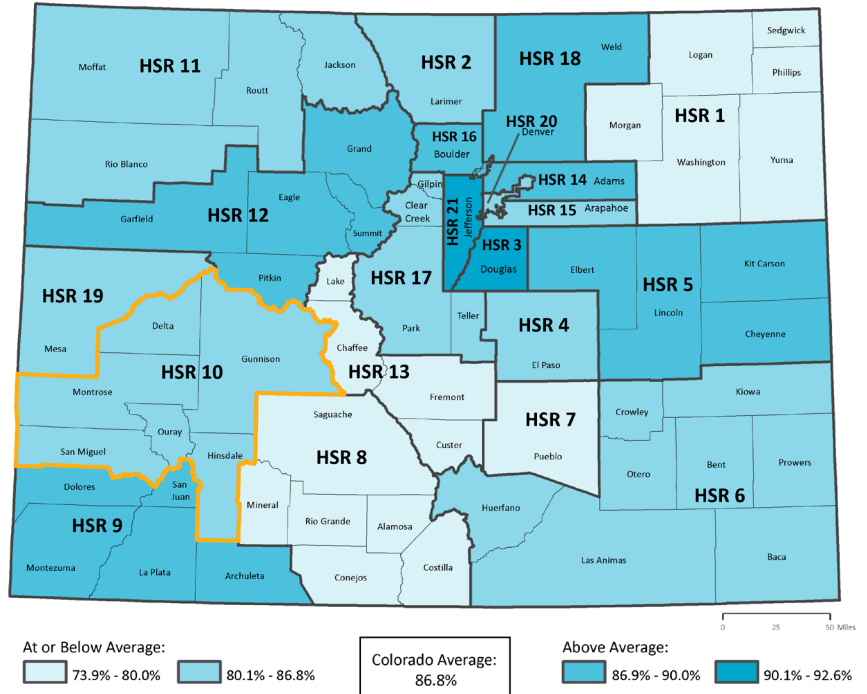 Sedgwick
HSR 11
HSR 2
HSR 18
Weld
Logan
Moffat
Jackson
Phillips
Routt
Larimer
HSR 1
HSR 20
Morgan
Denver
HSR 16
Grand
Boulder
Rio Blanco
Washington
Yuma
Gilpin
HSR 14 Adams
Eagle
Clear
Creek
HSR 21
Jefferson
HSR 15 Arapahoe
Garfield
HSR 12
Summit
HSR 3
Douglas
Elbert
Kit Carson
Pitkin
Lake
HSR 17
HSR 5
HSR 19
Lincoln
Delta
Park
Teller
HSR 4
Cheyenne
Mesa
Gunnison
Chaffee
El Paso
HSR 10
HSR 13
Montrose
Fremont
Kiowa
Saguache
HSR 7
Crowley
Ouray
Custer
San Miguel
Hinsdale
HSR 8
Pueblo
Otero
Bent
Prowers
Dolores
San
Juan
HSR 6
Mineral
Huerfano
HSR 9
Rio Grande
Alamosa
Las Animas
Baca
Montezuma
La Plata
Archuleta
Conejos
Costilla
0 25 50 Miles
At or Below Average:
73.9% - 80.0%
80.1% - 86.8%
Colorado Average:
86.8%
Above Average:
86.9% - 90.0%
90.1% - 92.6%